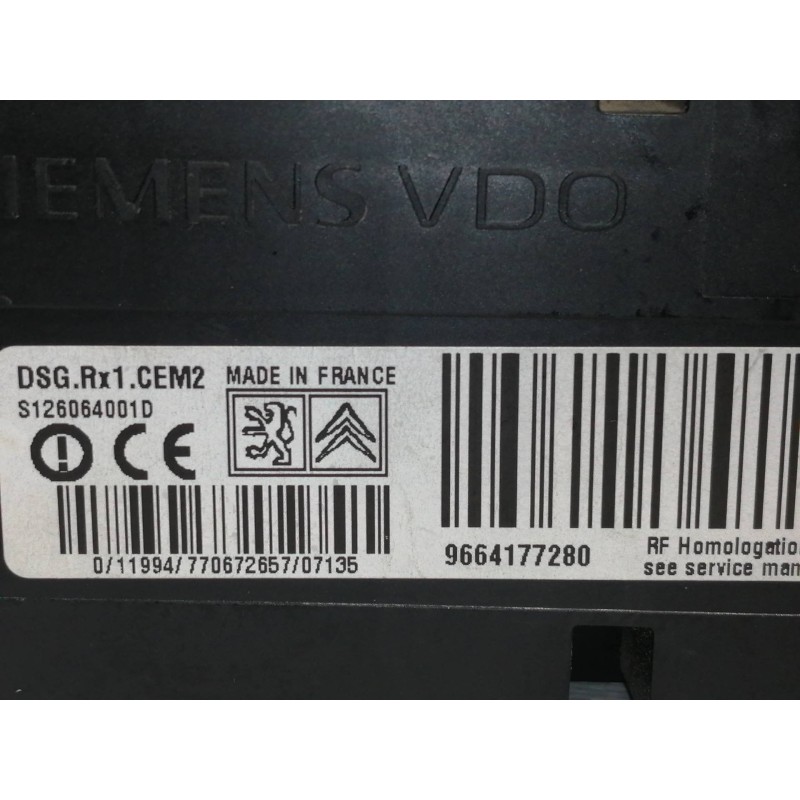 IEMENS VDO
DSG.Rx1.CEM2 MADE IN FRANCE
S126064001D
CE
0/11994/770672657/07135
9664177280
RF Homologation
see service man